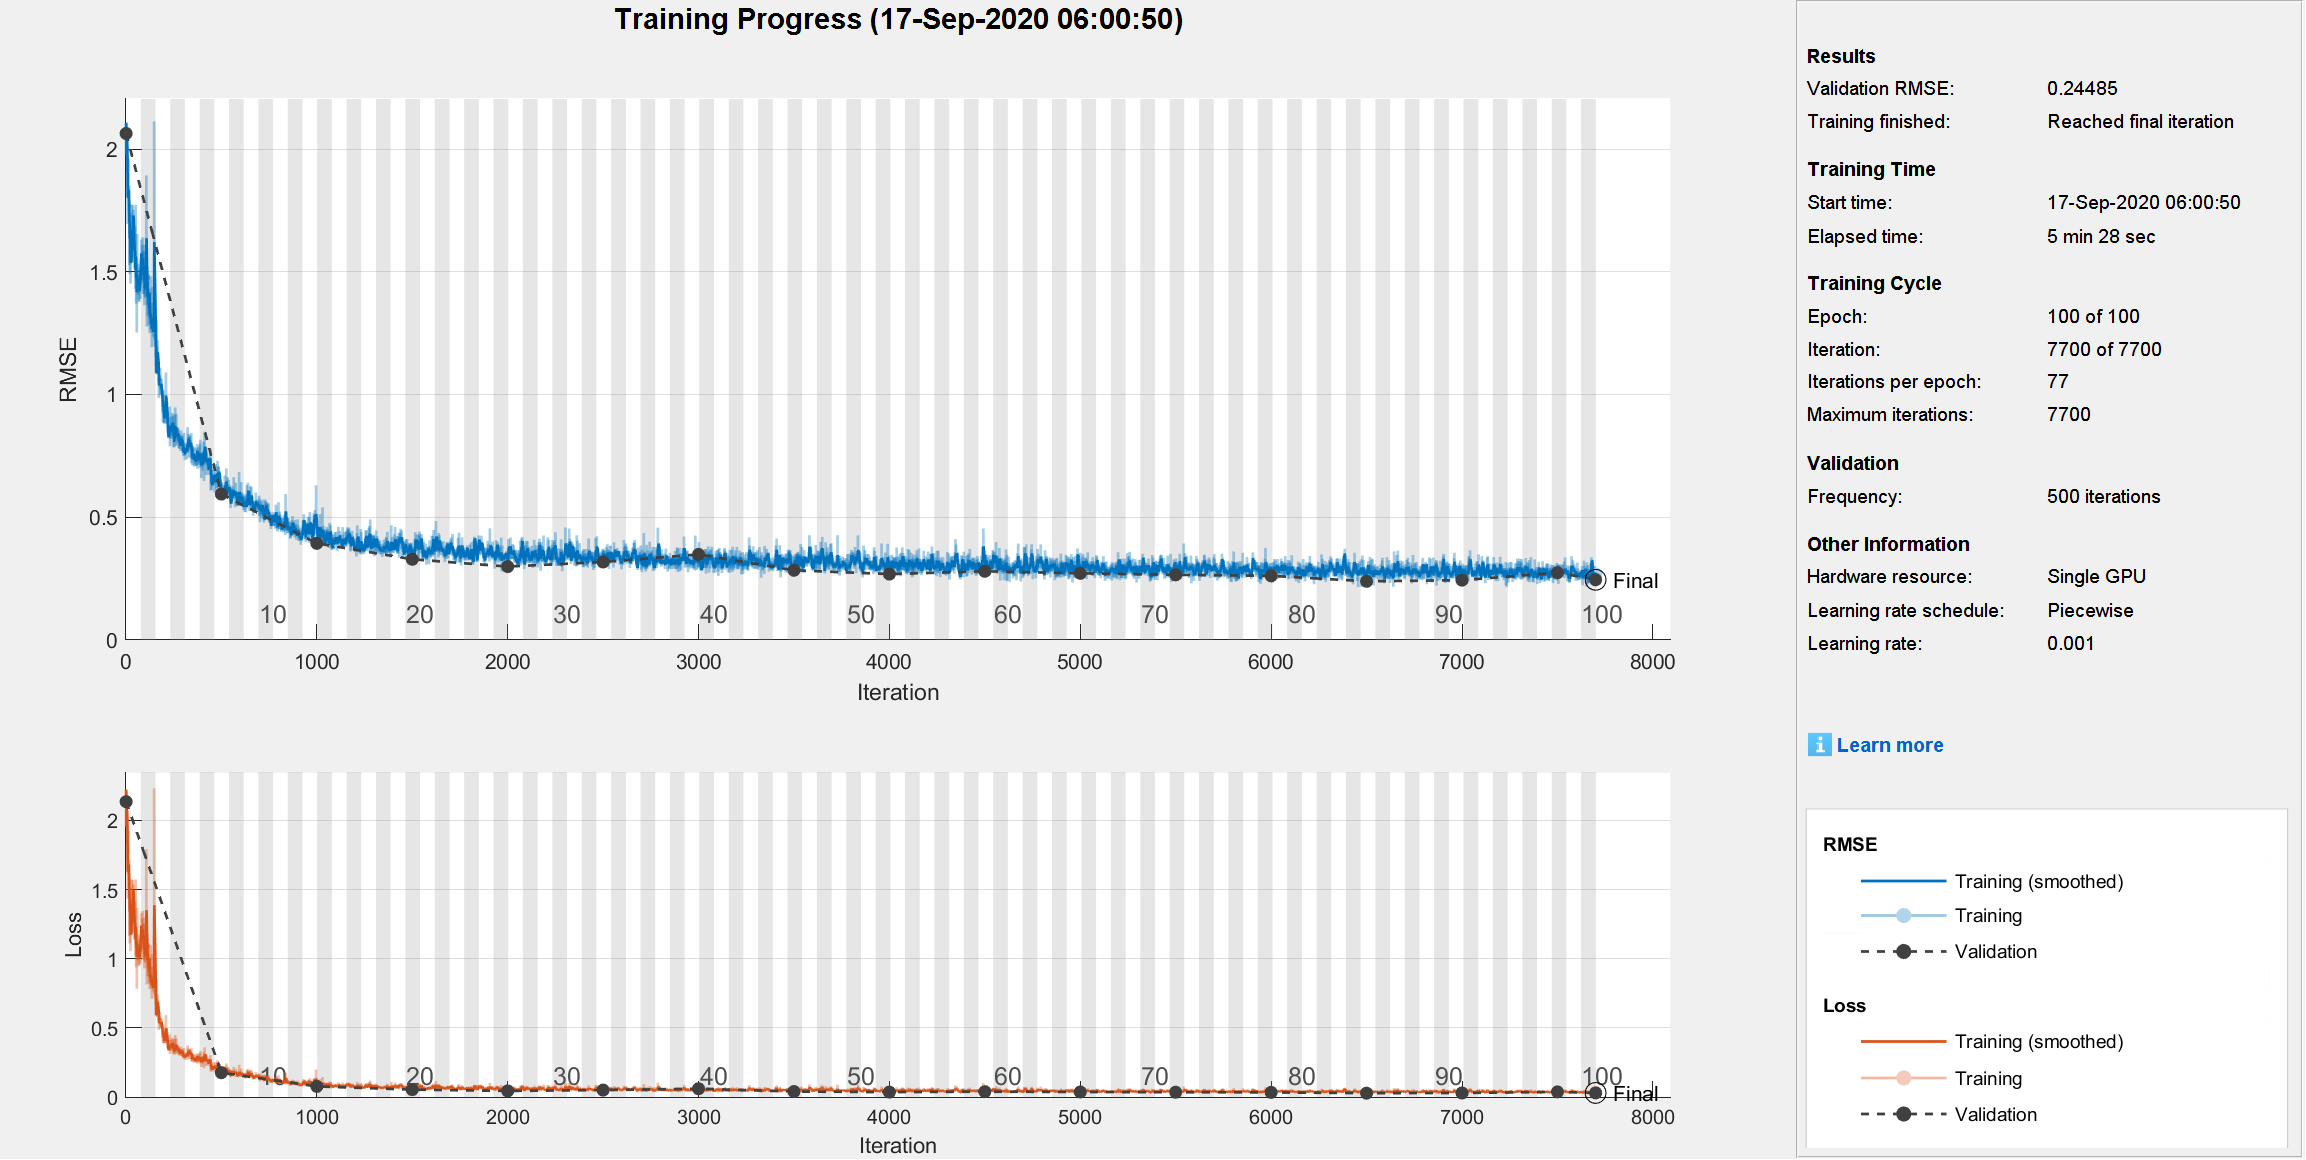 Training Progress (17-Sep-2020 06:00:50)
RMSE
2
1.5
1
0.5
0
10 20 30 40 50 60 70 80 90 100
Final
0 1000 2000 3000 4000 5000 6000 7000 8000
Iteration
Loss
2
1.5
1
0.5
0
10 20 30 40 50 60 70 80 90 100
Final
0 1000 2000 3000 4000 5000 6000 7000 8000
Iteration
Results
Validation RMSE: 0.24485
Training finished: Reached final iteration
Training Time
Start time: 17-Sep-2020 06:00:50
Elapsed time: 5 min 28 sec
Training Cycle
Epoch: 100 of 100
Iteration: 7700 of 7700
Iterations per epoch: 77
Maximum iterations: 7700
Validation
Frequency: 500 iterations
Other Information
Hardware resource: Single GPU
Learning rate schedule: Piecewise
Learning rate: 0.001
i Learn more
RMSE
Training (smoothed)
Training
Validation
Loss
Training (smoothed)
Training
Validation